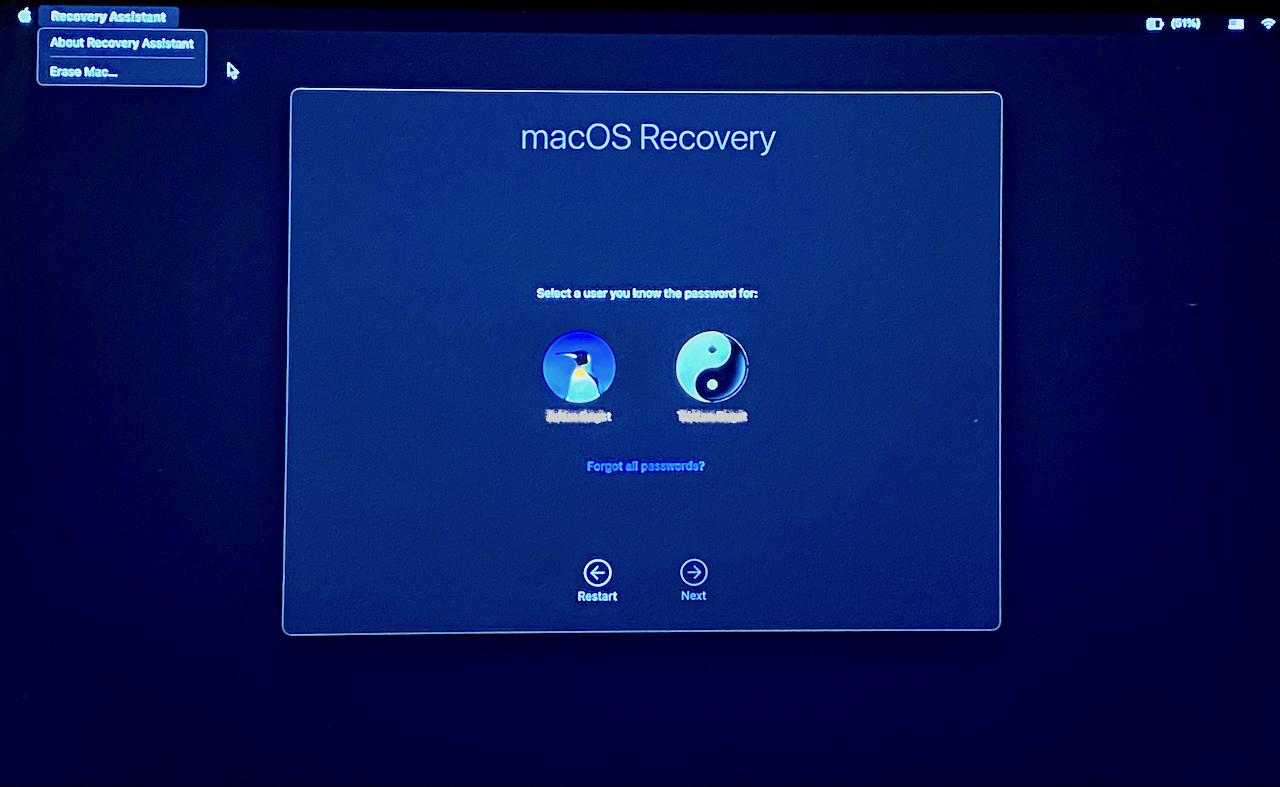 Recovery Assistant
(51%)
About Recovery Assistant
Erase Mac...
macOS Recovery
Select a user you know the password for:
Forgot all passwords?
Restart
Next